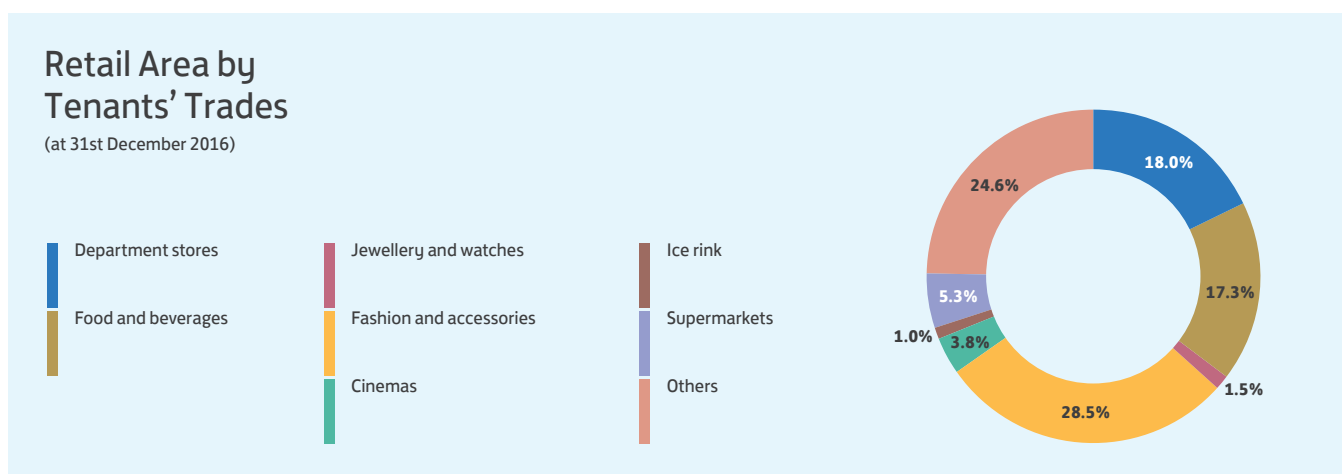 Retail Area by
Tenants’ Trades
(at 31st December 2016)
Department stores
Food and beverages
Jewellery and watches
Fashion and accessories
Cinemas
Ice rink
Supermarkets
Others
18.0%
17.3%
1.5%
28.5%
3.8%
1.0%
5.3%
24.6%